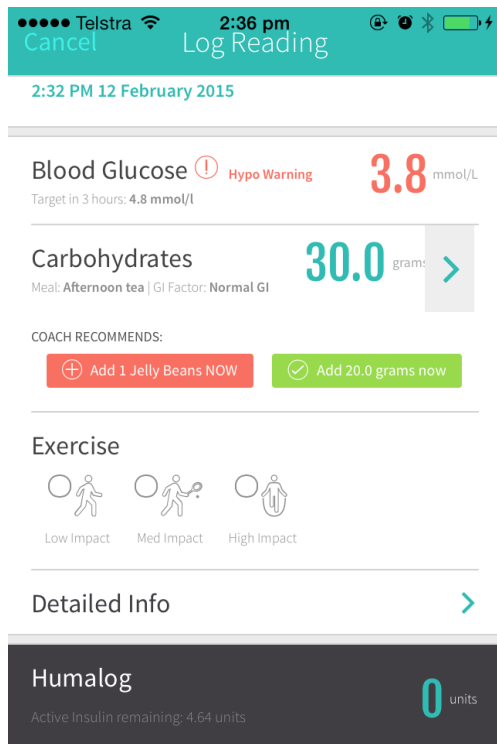 Telstra 2:36 pm
Cancel Log Reading
2:32 PM 12 February 2015
Blood Glucose ! Hypo Warning 3.8 mmol/L
Target in 3 hours: 4.8 mmol/l
Carbohydrates 30.0 grams
Meal: Afternoon tea | GI Factor: Normal GI
COACH RECOMMENDS:
Add 1 Jelly Beans NOW Add 20.0 grams now
Exercise
Low Impact Med Impact High Impact
Detailed Info
Humalog 0 units
Active Insulin remaining: 4.64 units